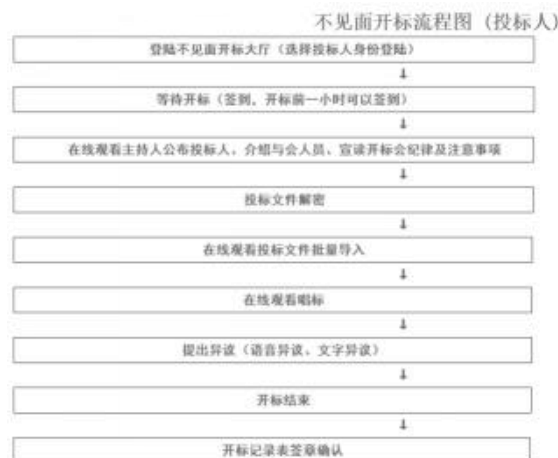 不见面开标流程图（投标人)
登陆不见面开标大厅（选择投标人身份登陆）
↓
等待开标（签到，开标前一小时可以签到）
↓
在线观看主持人公布投标人、介绍与会人员、宣读开标会纪律及注意事项
↓
投标文件解密
↓
在线观看投标文件批量导入
↓
在线观看唱标
↓
提出异议（语音异议、文字异议）
↓
开标结束
↓
开标记录表签章确认